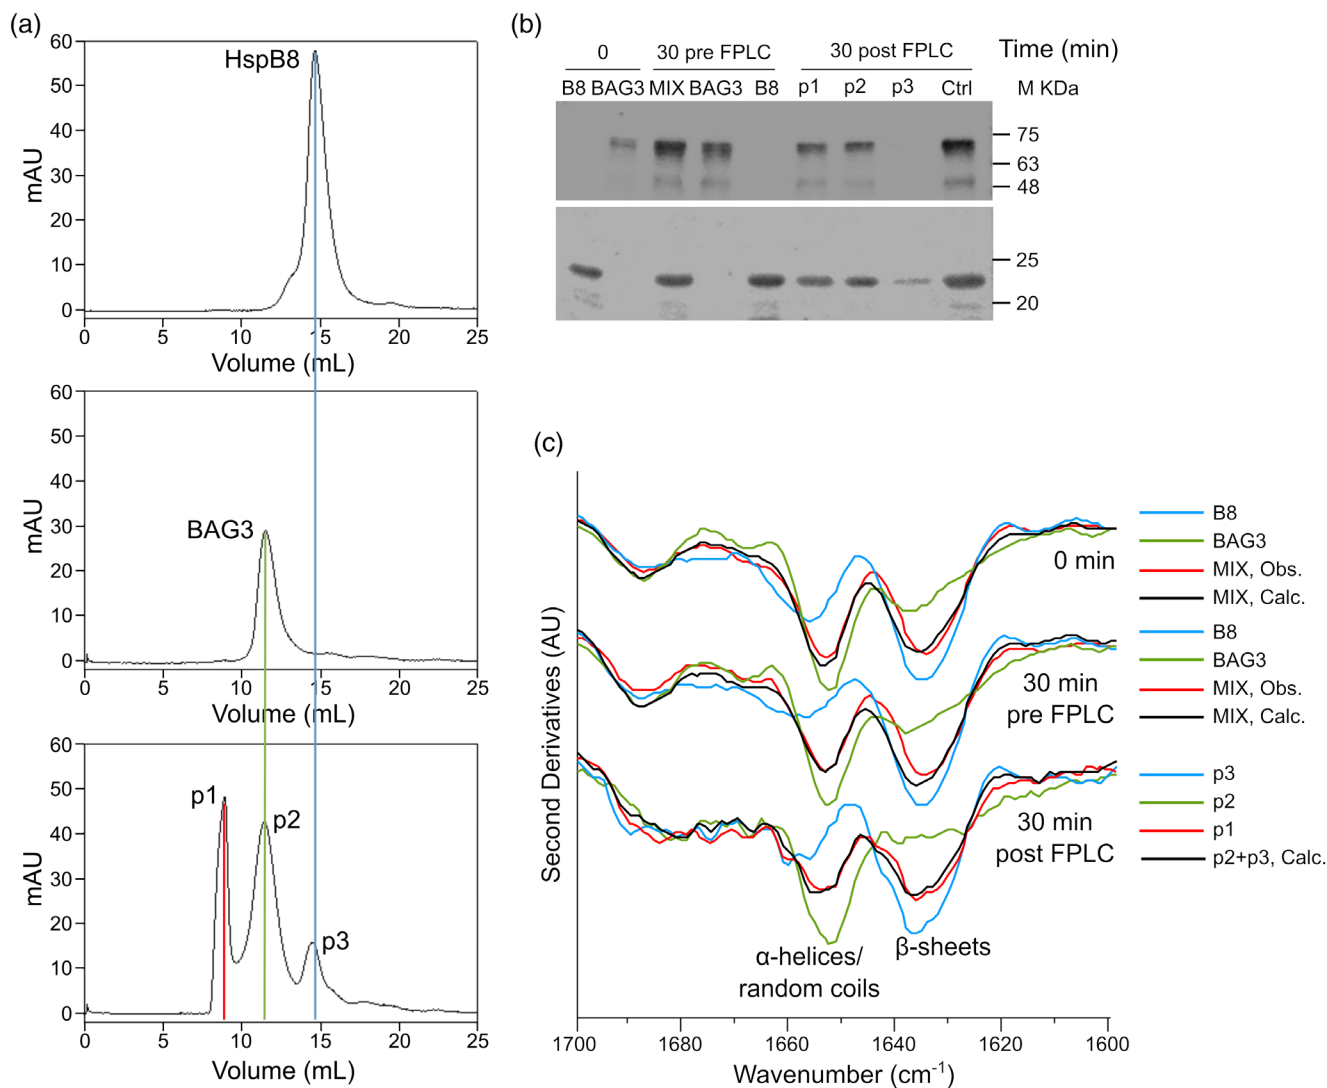 (a)
60
50
40
30
20
10
0
mAU
HspB8
0 5 10 15 20 25
Volume (mL)
60
50
40
30
20
10
0
mAU
BAG3
0 5 10 15 20 25
Volume (mL)
60
50
40
30
20
10
0
mAU
p1
p2
p3
0 5 10 15 20 25
Volume (mL)
(b)
0 30 pre FPLC 30 post FPLC Time (min)
B8 BAG3 MIX BAG3 B8 p1 p2 p3 Ctrl M KDa
75
63
48
25
20
(c)
Second Derivatives (AU)
0 min
30 min
pre FPLC
30 min
post FPLC
α-helices/
random coils
β-sheets
1700 1680 1660 1640 1620 1600
Wavenumber (cm⁻¹)
B8
BAG3
MIX, Obs.
MIX, Calc.
B8
BAG3
MIX, Obs.
MIX, Calc.
p3
p2
p1
p2+p3, Calc.